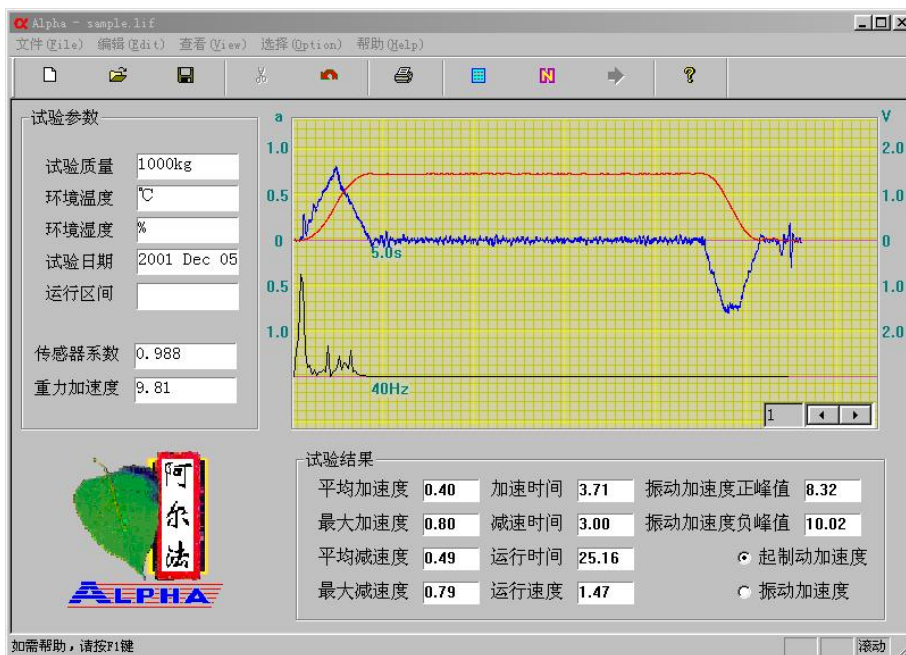 Alpha - sample.lif
文件(File) 编辑(Edit) 查看(View) 选择(Option) 帮助(Help)
试验参数
试验质量 1000kg
环境温度 ℃
环境湿度 %
试验日期 2001 Dec 05
运行区间
传感器系数 0.988
重力加速度 9.81
a V
1.0 2.0
0.5 1.0
0 0
5.0s
0.5 1.0
1.0 2.0
40Hz
1
阿尔法
ALPHA
试验结果
平均加速度 0.40 加速时间 3.71 振动加速度正峰值 8.32
最大加速度 0.80 减速时间 3.00 振动加速度负峰值 10.02
平均减速度 0.49 运行时间 25.16 起制动加速度
最大减速度 0.79 运行速度 1.47 振动加速度
如需帮助，请按F1键 滚动